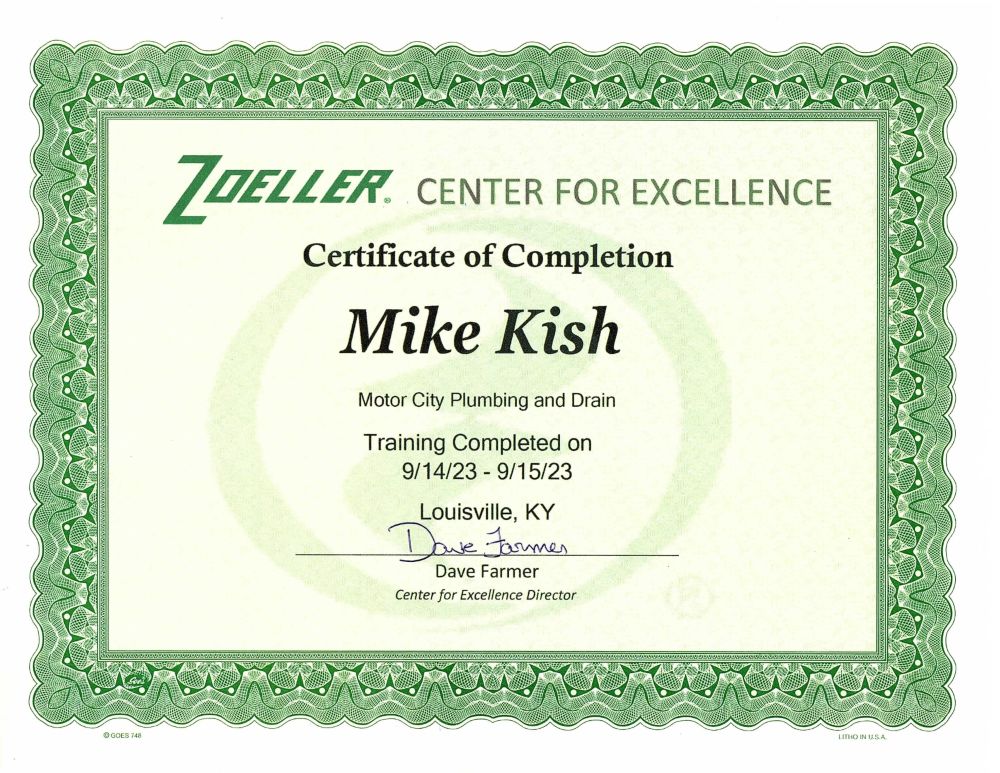 ZOELLER® CENTER FOR EXCELLENCE
Certificate of Completion
Mike Kish
Motor City Plumbing and Drain
Training Completed on
9/14/23 - 9/15/23
Louisville, KY
Dave Farmer
Dave Farmer
Center for Excellence Director
®
Goes
© GOES 748
LITHO IN U.S.A.